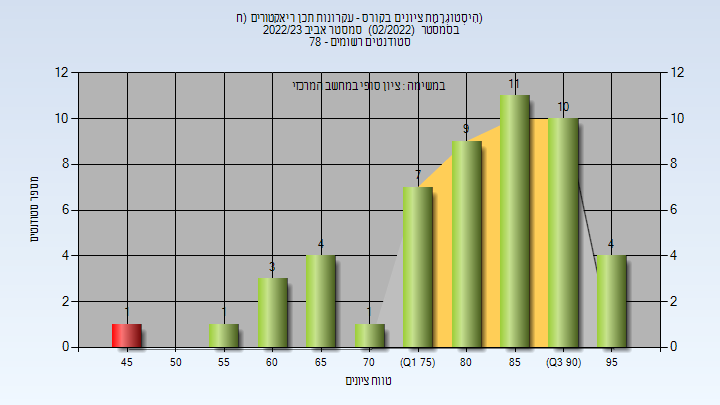 (הִיסְטוֹגְרָמַת ציונים בקורס - עקרונות תכן ריאקטורים (ח
בסמסטר (02/2022) סמסטר אביב 2022/23
סטודנטים רשומים - 78
במשימה : ציון סופי במחשב המרכזי
12 12
10 10
8 8
6 6
4 4
2 2
0 0
1 1 3 4 1 7 9 11 10 4
45 50 55 60 65 70 (Q1 75) 80 85 (Q3 90) 95
מספר סטודנטים
טווח ציונים